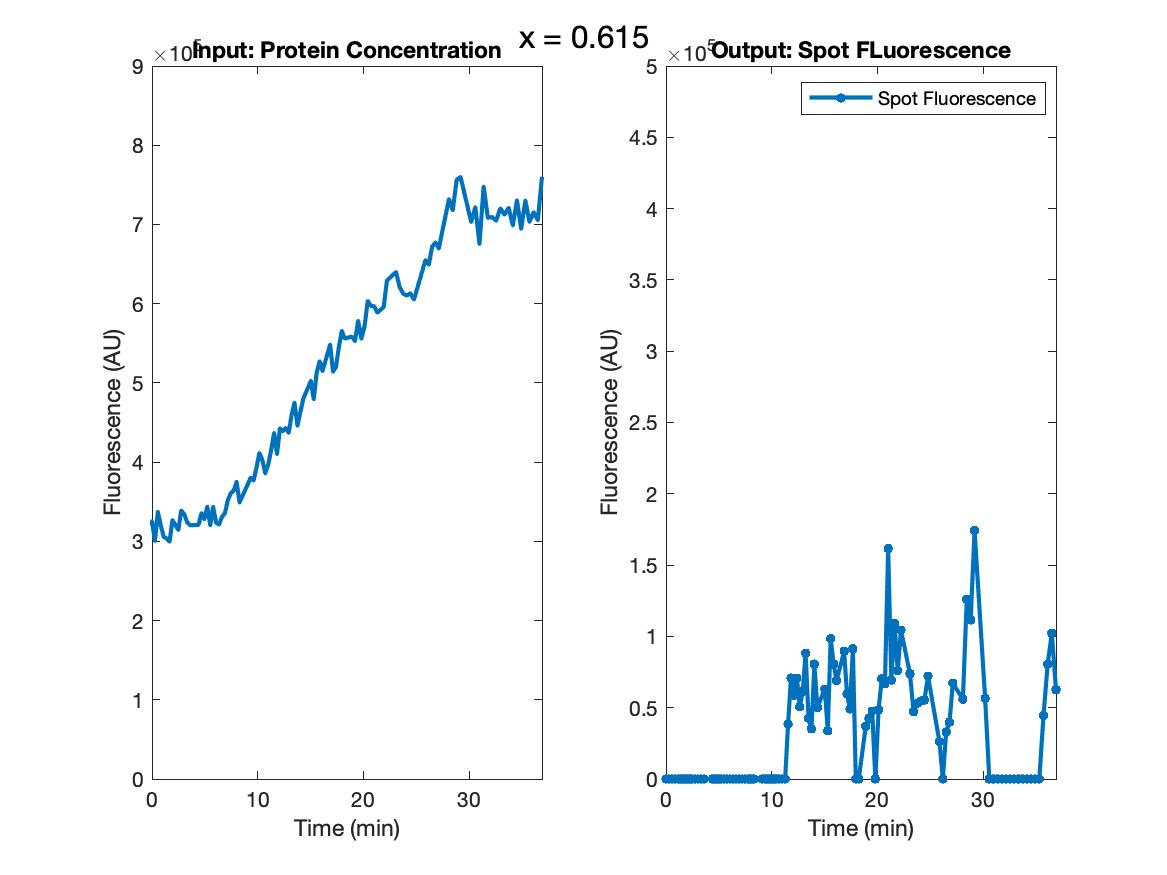 x = 0.615
×10⁵
Input: Protein Concentration
9
8
7
6
5
4
3
2
1
0
Fluorescence (AU)
0 10 20 30
Time (min)
×10⁵
Output: Spot FLuorescence
Spot Fluorescence
5
4.5
4
3.5
3
2.5
2
1.5
1
0.5
0
Fluorescence (AU)
0 10 20 30
Time (min)